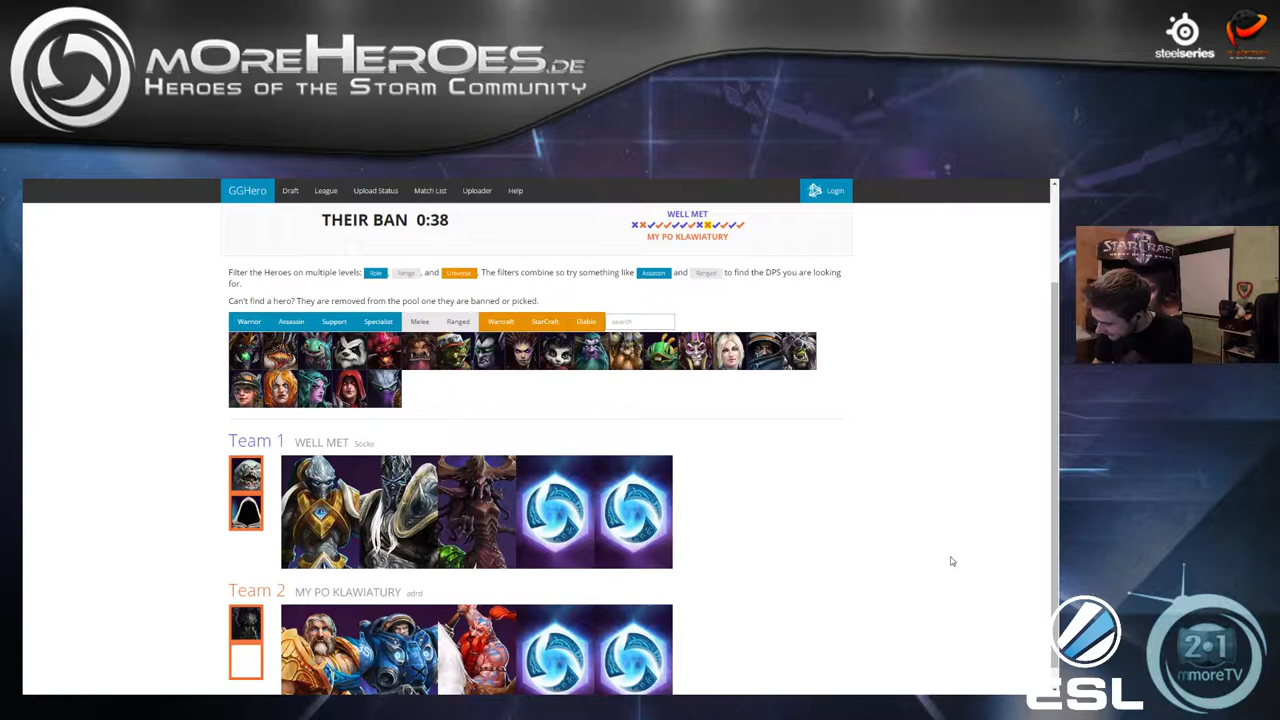 mOreHerOes.de
Heroes of the Storm Community
steelseries
GGHero Draft League Upload Status Match List Uploader Help Login
THEIR BAN 0:38
WELL MET
MY PO KLAWIATURY
Filter the Heroes on multiple levels: Role, Range, and Universe. The filters combine so try something like Assassin and Ranged to find the DPS you are looking
for.
Can't find a hero? They are removed from the pool one they are banned or picked.
Warrior Assassin Support Specialist Melee Ranged Warcraft StarCraft Diablo search
STARCRAFT
Team 1 WELL MET Socke
Team 2 MY PO KLAWIATURY adrd
ESL
2·1
mmoreTV